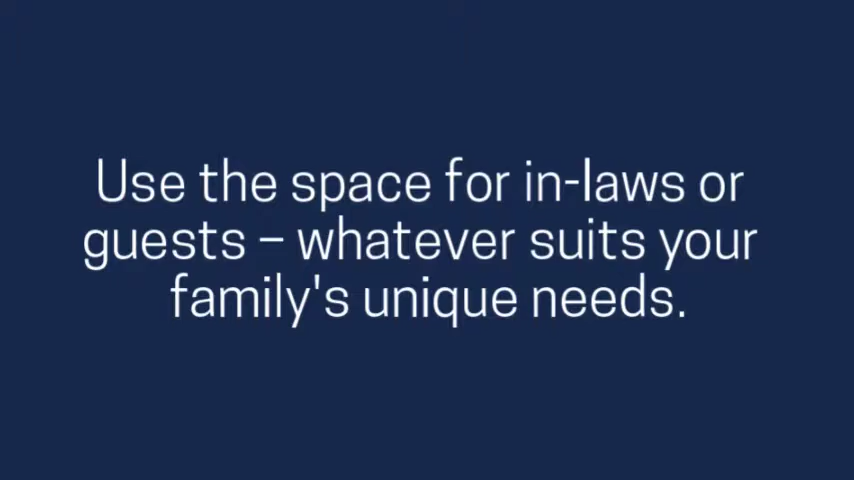 Use the space for in-laws or
guests – whatever suits your
family's unique needs.